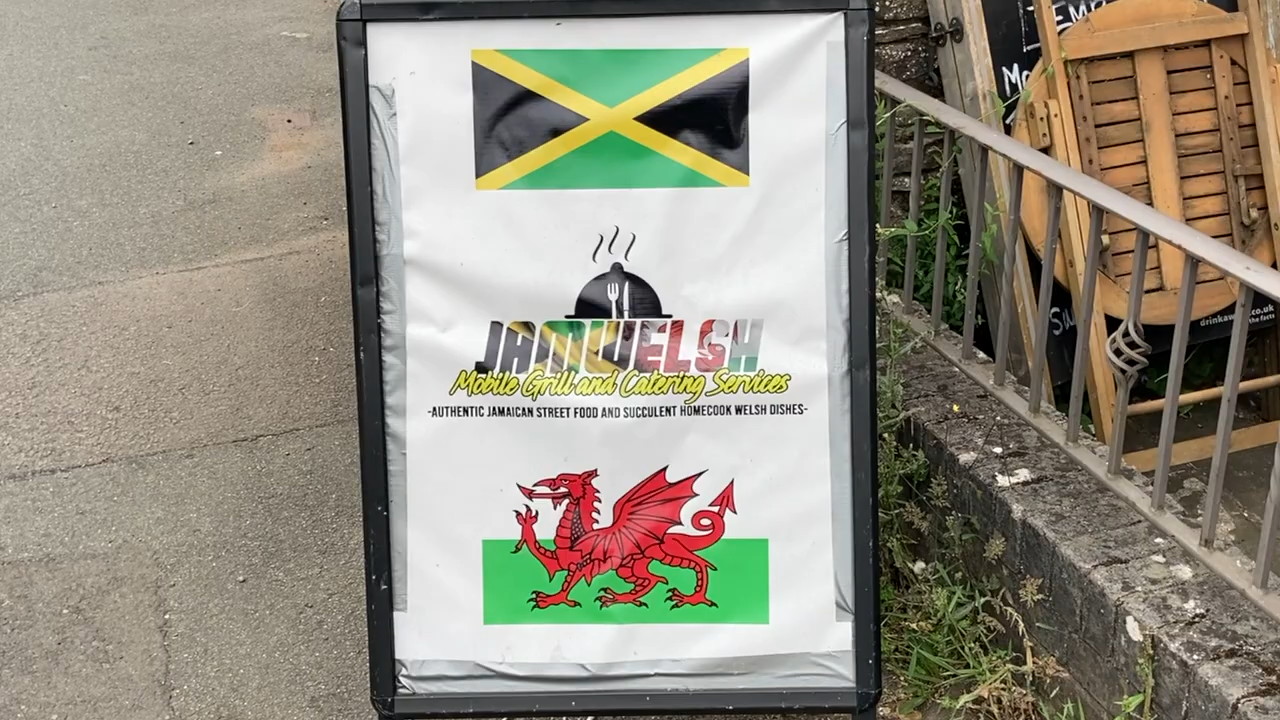 JAMWELSH
Mobile Grill and Catering Services
-AUTHENTIC JAMAICAN STREET FOOD AND SUCCULENT HOMECOOK WELSH DISHES-